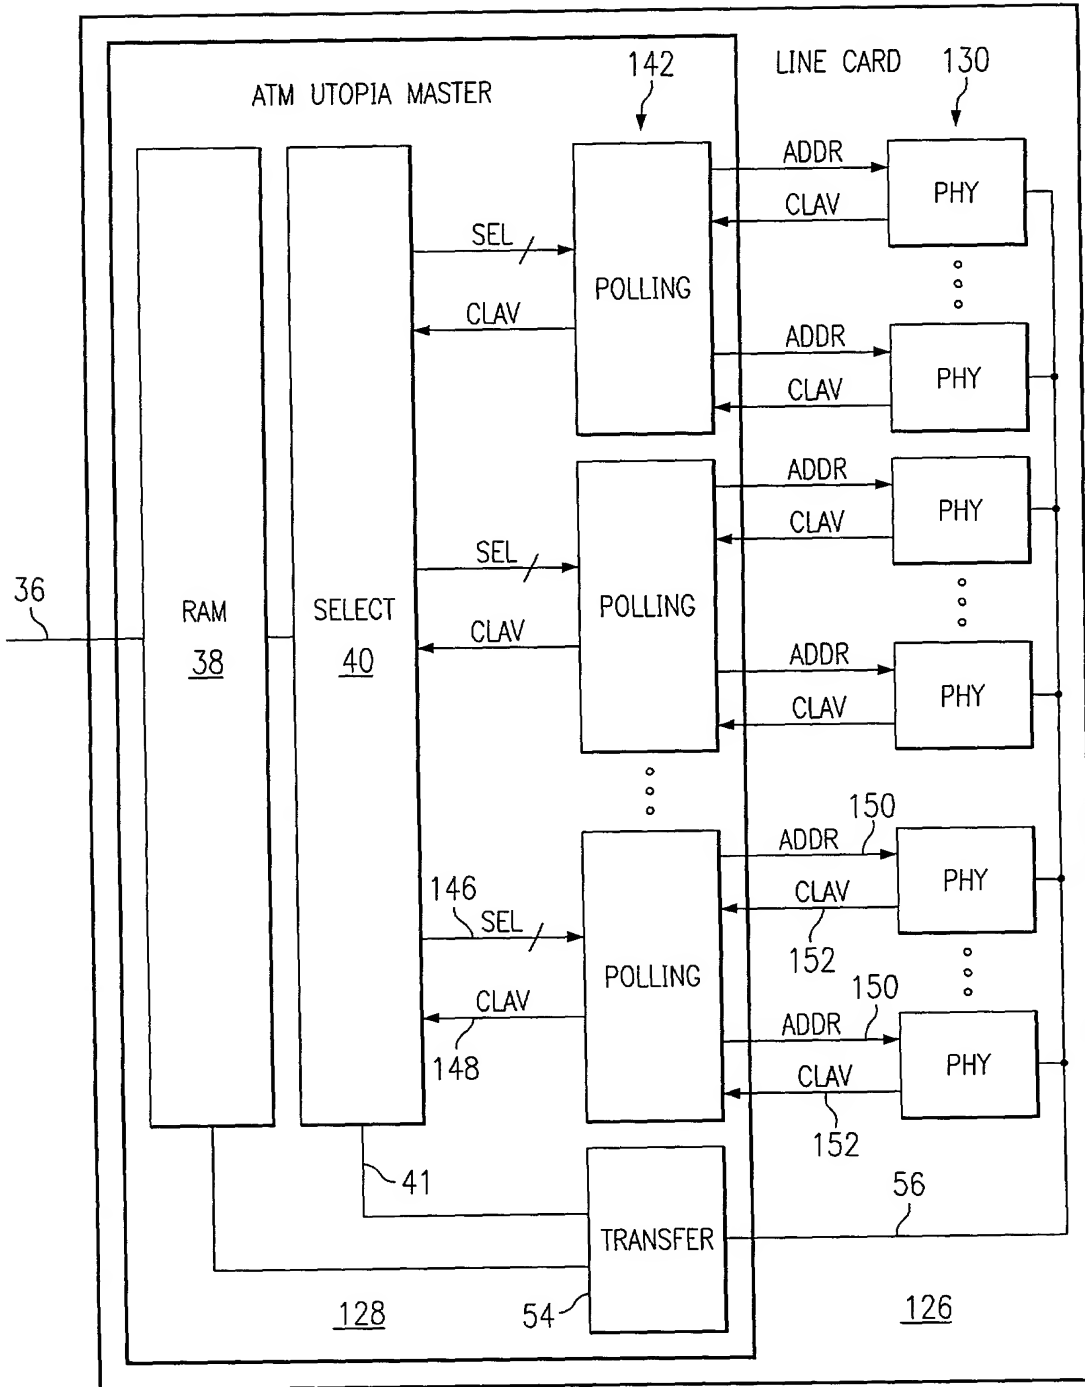 142
LINE CARD
130
ATM UTOPIA MASTER
ADDR
PHY
CLAV
SEL
POLLING
CLAV
ADDR
PHY
CLAV
ADDR
PHY
CLAV
SEL
POLLING
36
RAM
SELECT
CLAV
38
40
ADDR
PHY
CLAV
150
ADDR
PHY
146
CLAV
SEL
152
POLLING
150
CLAV
ADDR
148
PHY
CLAV
152
41
56
TRANSFER
54
128
126